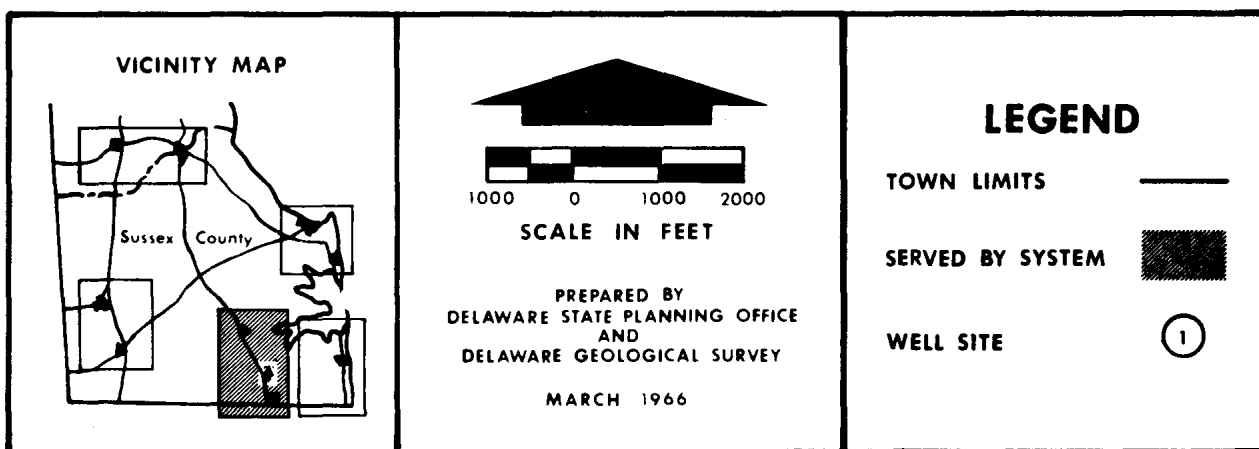 VICINITY MAP
Sussex County
1000 0 1000 2000
SCALE IN FEET
PREPARED BY
DELAWARE STATE PLANNING OFFICE
AND
DELAWARE GEOLOGICAL SURVEY
MARCH 1966
LEGEND
TOWN LIMITS
SERVED BY SYSTEM
WELL SITE 1